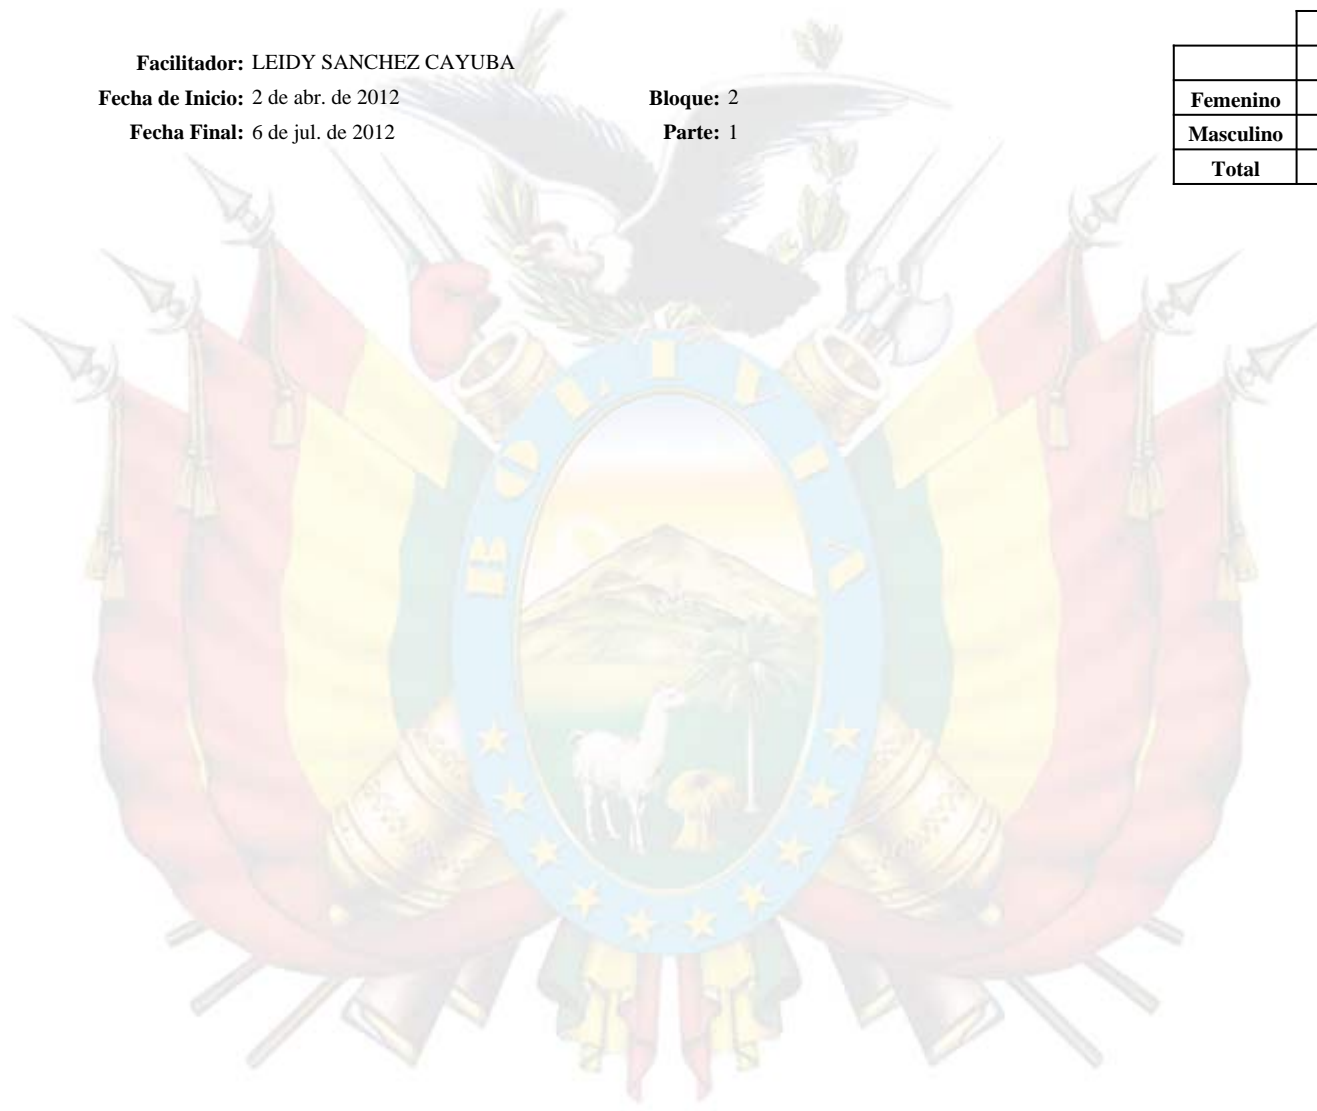 Facilitador: LEIDY SANCHEZ CAYUBA
Fecha de Inicio: 2 de abr. de 2012 Bloque: 2
Fecha Final: 6 de jul. de 2012 Parte: 1
Femenino
Masculino
Total
BOLIVIA